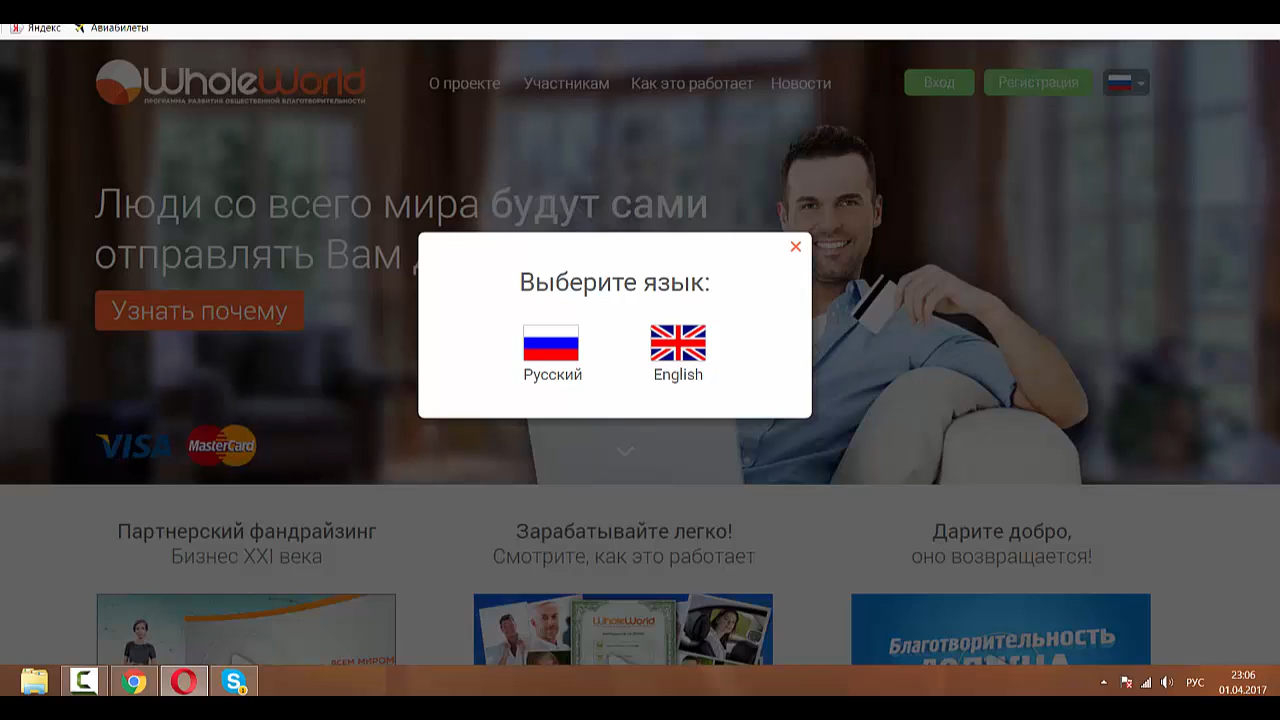 Яндекс
Авиабилеты
WholeWorld
ПРОГРАММА РАЗВИТИЯ ОБЩЕСТВЕННОЙ БЛАГОТВОРИТЕЛЬНОСТИ
О проекте
Участникам
Как это работает
Новости
Вход
Регистрация
Люди со всего мира будут сами
отправлять Вам
Узнать почему
Выберите язык:
Русский
English
VISA
MasterCard
Партнерский фандрайзинг
Бизнес XXI века
Зарабатывайте легко!
Смотрите, как это работает
Дарите добро,
оно возвращается!
ВСЕМ МИРОМ
WholeWorld
Благотворительность
ДОЛЖНА
РУС
23:06
01.04.2017